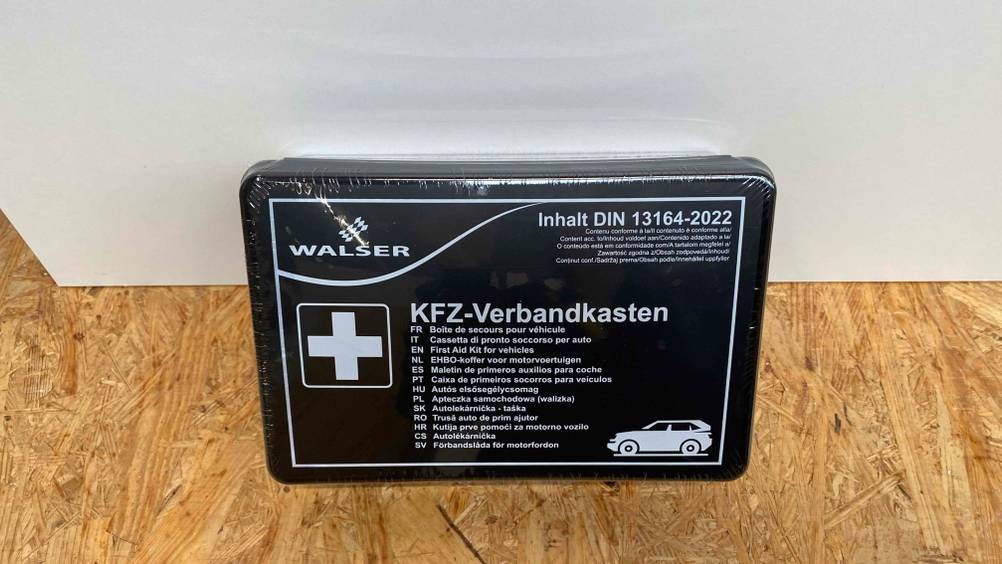 WALSER
Inhalt DIN 13164-2022
Contenu conforme à la/Il contenuto è conforme alla/
Content acc. to/Inhoud voldoet aan/Contenido adaptado a la/
O conteúdo está em conformidade com/A tartalom megfelel a/
Zawartość zgodna z/Obsah zodpovedá/Inhoud/
Conţinut conf./Sadržaj prema/Obsah podle/Innehållet uppfyller
KFZ-Verbandkasten
FR Boîte de secours pour véhicule
IT Cassetta di pronto soccorso per auto
EN First Aid Kit for vehicles
NL EHBO-koffer voor motorvoertuigen
ES Maletin de primeros auxilios para coche
PT Caixa de primeiros socorros para veículos
HU Autós elsősegélycsomag
PL Apteczka samochodowa (walizka)
SK Autolekárnička - taška
RO Trusă auto de prim ajutor
HR Kutija prve pomoći za motorno vozilo
CS Autolékárnička
SV Förbandslåda för motorfordon